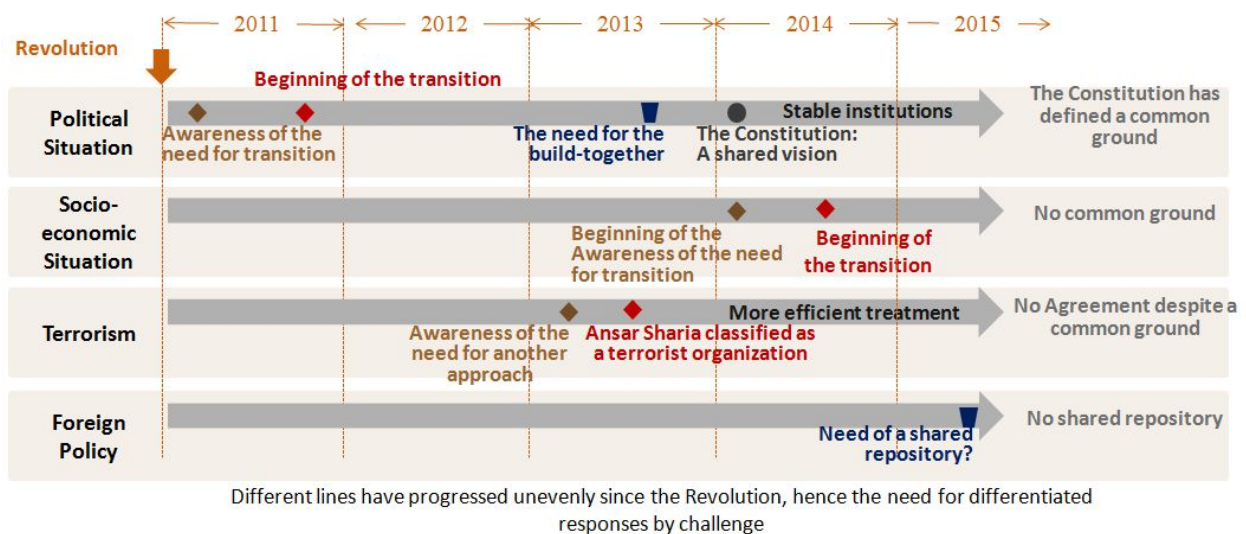 2011 2012 2013 2014 2015
Revolution
Beginning of the transition
Political
Situation
Awareness of the
need for transition
The need for the
build-together
Stable institutions
The Constitution:
A shared vision
The Constitution has
defined a common
ground
Socio-
economic
Situation
Beginning of the
Awareness of the need
for transition
Beginning of
the transition
No common ground
Terrorism
Awareness of the
need for another
approach
Ansar Sharia classified as
a terrorist organization
More efficient treatment
No Agreement despite a
common ground
Foreign
Policy
Need of a shared
repository?
No shared repository
Different lines have progressed unevenly since the Revolution, hence the need for differentiated
responses by challenge